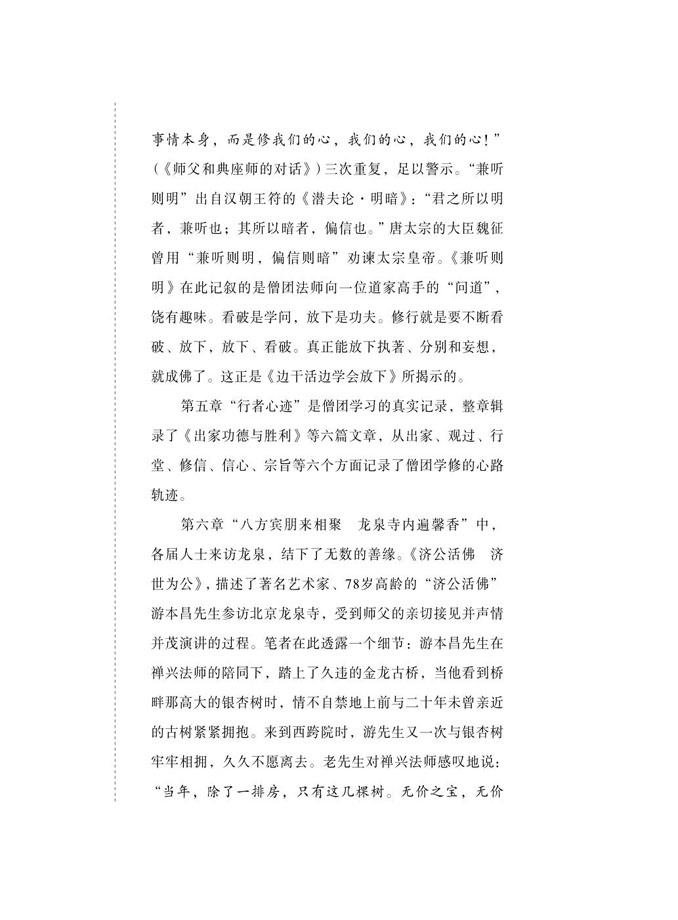 事情本身，而是修我们的心，我们的心，我们的心！”
(《师父和典座师的对话》)三次重复，足以警示。“兼听
则明”出自汉朝王符的《潜夫论·明暗》：“君之所以明
者，兼听也；其所以暗者，偏信也。”唐太宗的大臣魏征
曾用“兼听则明，偏信则暗”劝谏太宗皇帝。《兼听则
明》在此记叙的是僧团法师向一位道家高手的“问道”，
饶有趣味。看破是学问，放下是功夫。修行就是要不断看
破、放下，放下、看破。真正能放下执著、分别和妄想，
就成佛了。这正是《边干活边学会放下》所揭示的。
第五章“行者心迹”是僧团学习的真实记录，整章辑
录了《出家功德与胜利》等六篇文章，从出家、观过、行
堂、修信、信心、宗旨等六个方面记录了僧团学修的心路
轨迹。
第六章“八方宾朋来相聚　龙泉寺内遍馨香”中，
各届人士来访龙泉，结下了无数的善缘。《济公活佛　济
世为公》，描述了著名艺术家、78岁高龄的“济公活佛”
游本昌先生参访北京龙泉寺，受到师父的亲切接见并声情
并茂演讲的过程。笔者在此透露一个细节：游本昌先生在
禅兴法师的陪同下，踏上了久违的金龙古桥，当他看到桥
畔那高大的银杏树时，情不自禁地上前与二十年未曾亲近
的古树紧紧拥抱。来到西跨院时，游先生又一次与银杏树
牢牢相拥，久久不愿离去。老先生对禅兴法师感叹地说：
“当年，除了一排房，只有这几棵树。无价之宝，无价